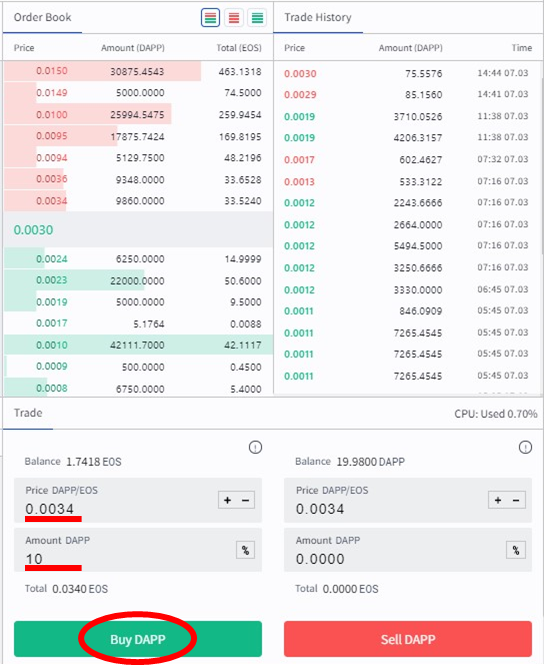 Order Book
Price Amount (DAPP) Total (EOS)
0.0150 30875.4543 463.1318
0.0149 5000.0000 74.5000
0.0100 25994.5475 259.9454
0.0095 17875.7424 169.8195
0.0094 5129.7500 48.2196
0.0036 9348.0000 33.6528
0.0034 9860.0000 33.5240
0.0030
0.0024 6250.0000 14.9999
0.0023 22000.0000 50.6000
0.0019 5000.0000 9.5000
0.0017 5.1764 0.0088
0.0010 42111.7000 42.1117
0.0009 500.0000 0.4500
0.0008 6750.0000 5.4000
Trade History
Price Amount (DAPP) Time
0.0030 75.5576 14:44 07.03
0.0029 85.1560 14:41 07.03
0.0019 3710.0526 11:38 07.03
0.0019 4206.3157 11:38 07.03
0.0017 602.4627 07:32 07.03
0.0013 533.3122 07:16 07.03
0.0012 2243.6666 07:16 07.03
0.0012 2664.0000 07:16 07.03
0.0012 5494.5000 07:16 07.03
0.0012 3250.6666 07:16 07.03
0.0012 3330.0000 06:45 07.03
0.0011 846.0909 05:45 07.03
0.0011 7265.4545 05:45 07.03
0.0011 7265.4545 05:45 07.03
0.0011 7265.4545 05:45 07.03
Trade CPU: Used 0.70%
Balance 1.7418 EOS
Price DAPP/EOS
0.0034 + −
Amount DAPP
10 %
Total 0.0340 EOS
Buy DAPP
Balance 19.9800 DAPP
Price DAPP/EOS
0.0034 + −
Amount DAPP
0.0000 %
Total 0.0000 EOS
Sell DAPP